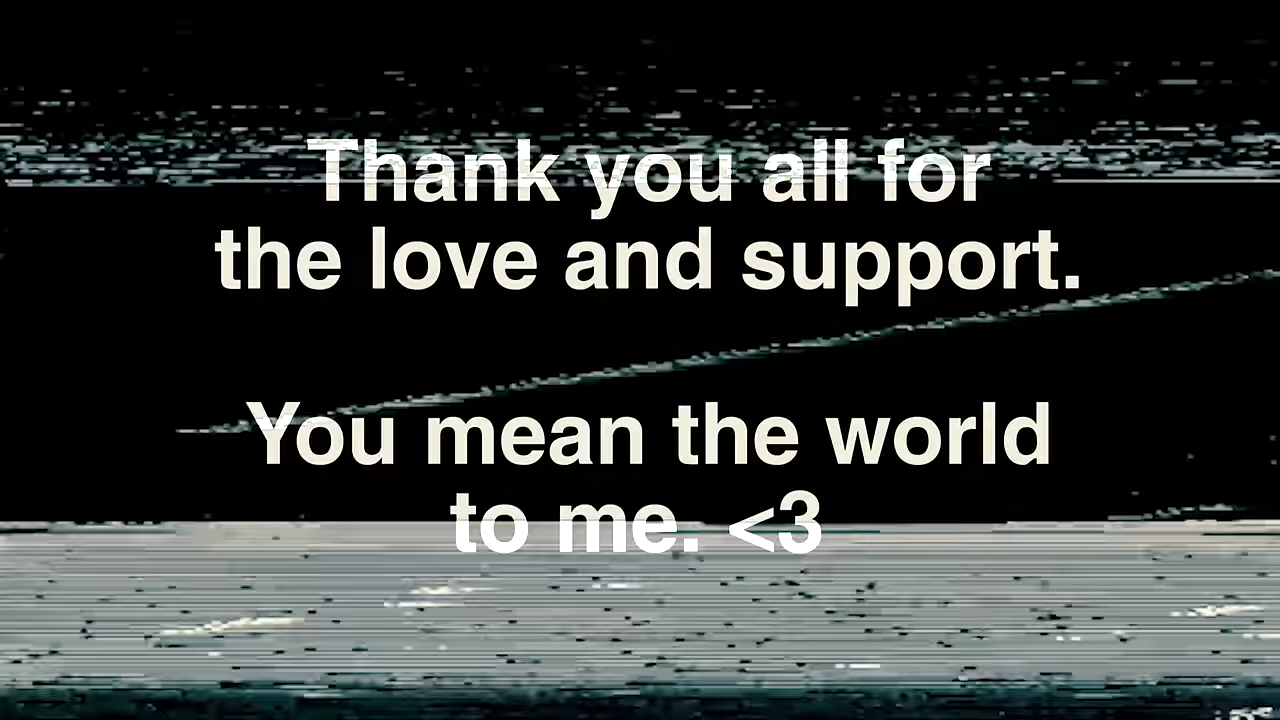 Thank you all for
the love and support.
You mean the world
to me. <3